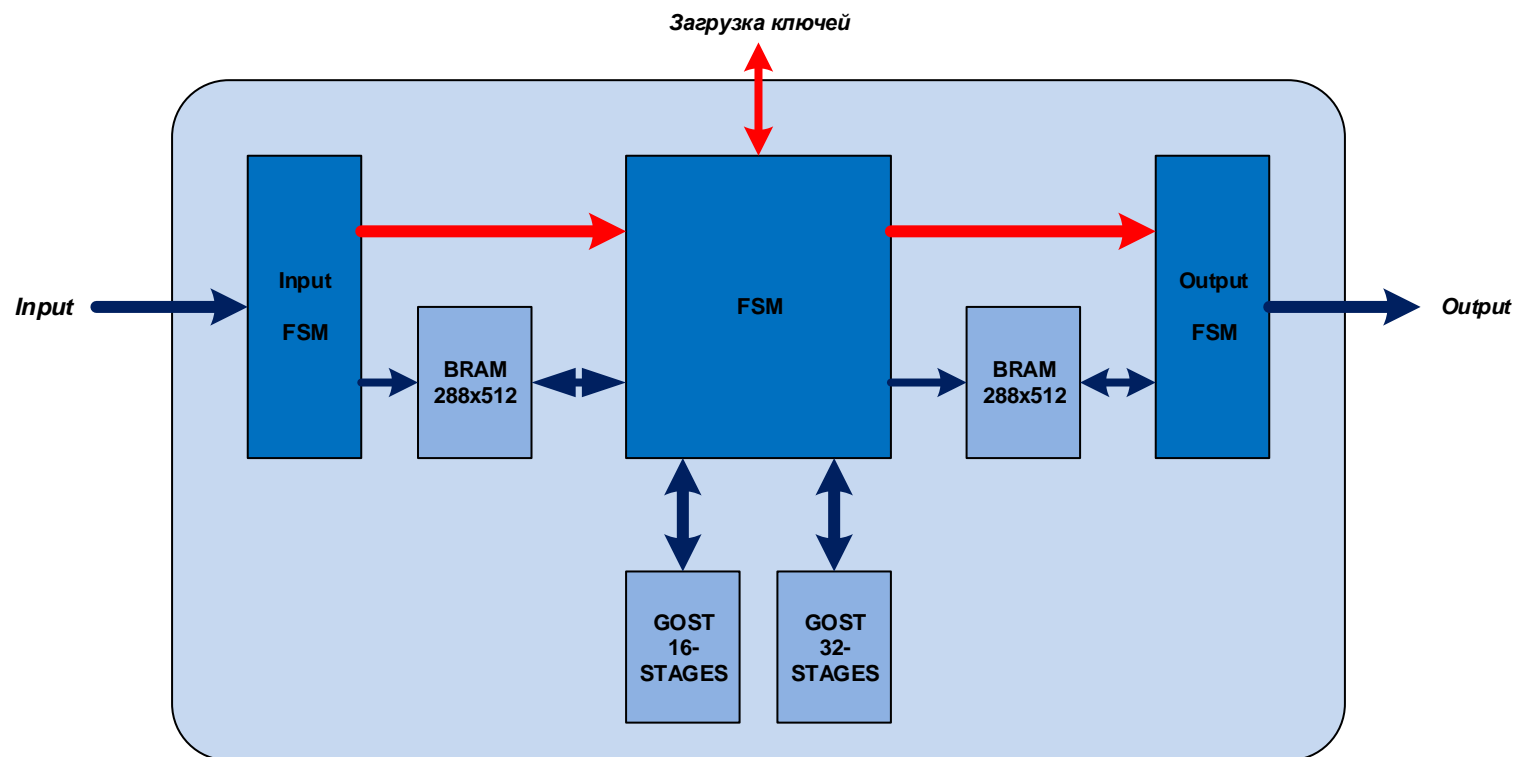 Загрузка ключей
Input
Input
FSM
BRAM
288x512
FSM
BRAM
288x512
Output
FSM
Output
GOST
16-
STAGES
GOST
32-
STAGES